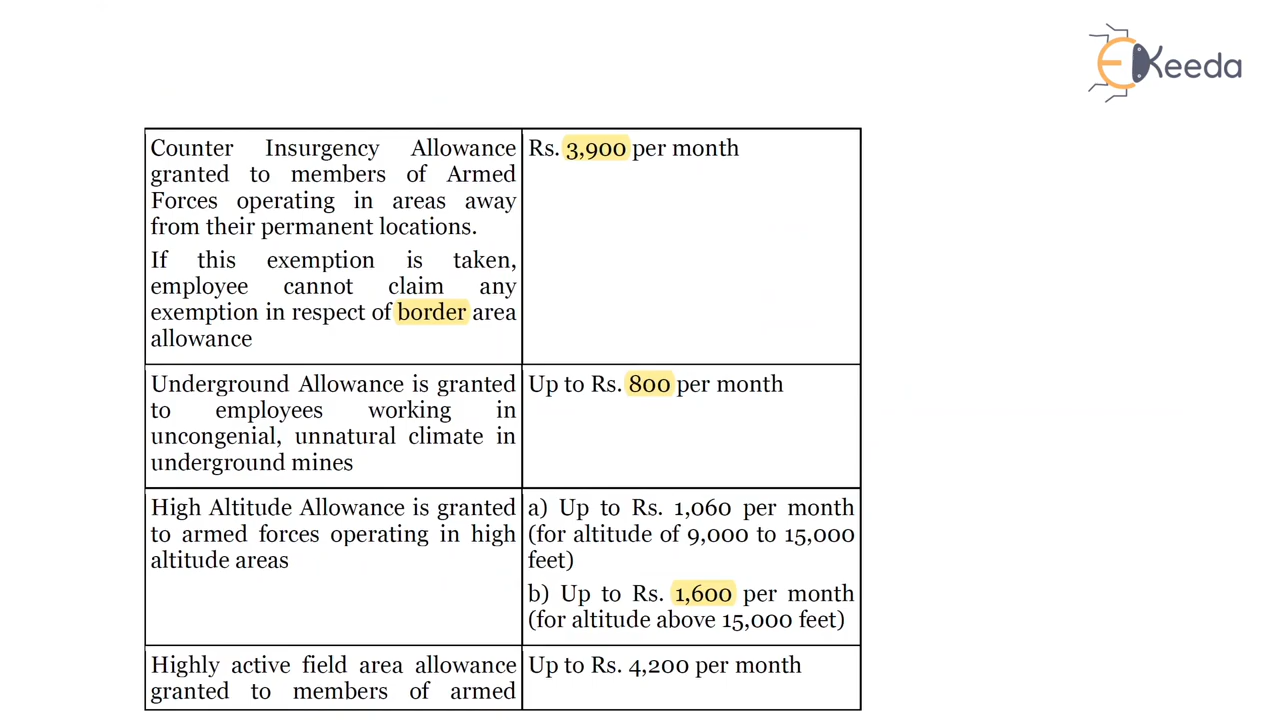 EKeeda
Counter Insurgency Allowance
granted to members of Armed
Forces operating in areas away
from their permanent locations.
If this exemption is taken,
employee cannot claim any
exemption in respect of border area
allowance
Rs. 3,900 per month
Underground Allowance is granted
to employees working in
uncongenial, unnatural climate in
underground mines
Up to Rs. 800 per month
High Altitude Allowance is granted
to armed forces operating in high
altitude areas
a) Up to Rs. 1,060 per month
(for altitude of 9,000 to 15,000
feet)
b) Up to Rs. 1,600 per month
(for altitude above 15,000 feet)
Highly active field area allowance
granted to members of armed
Up to Rs. 4,200 per month